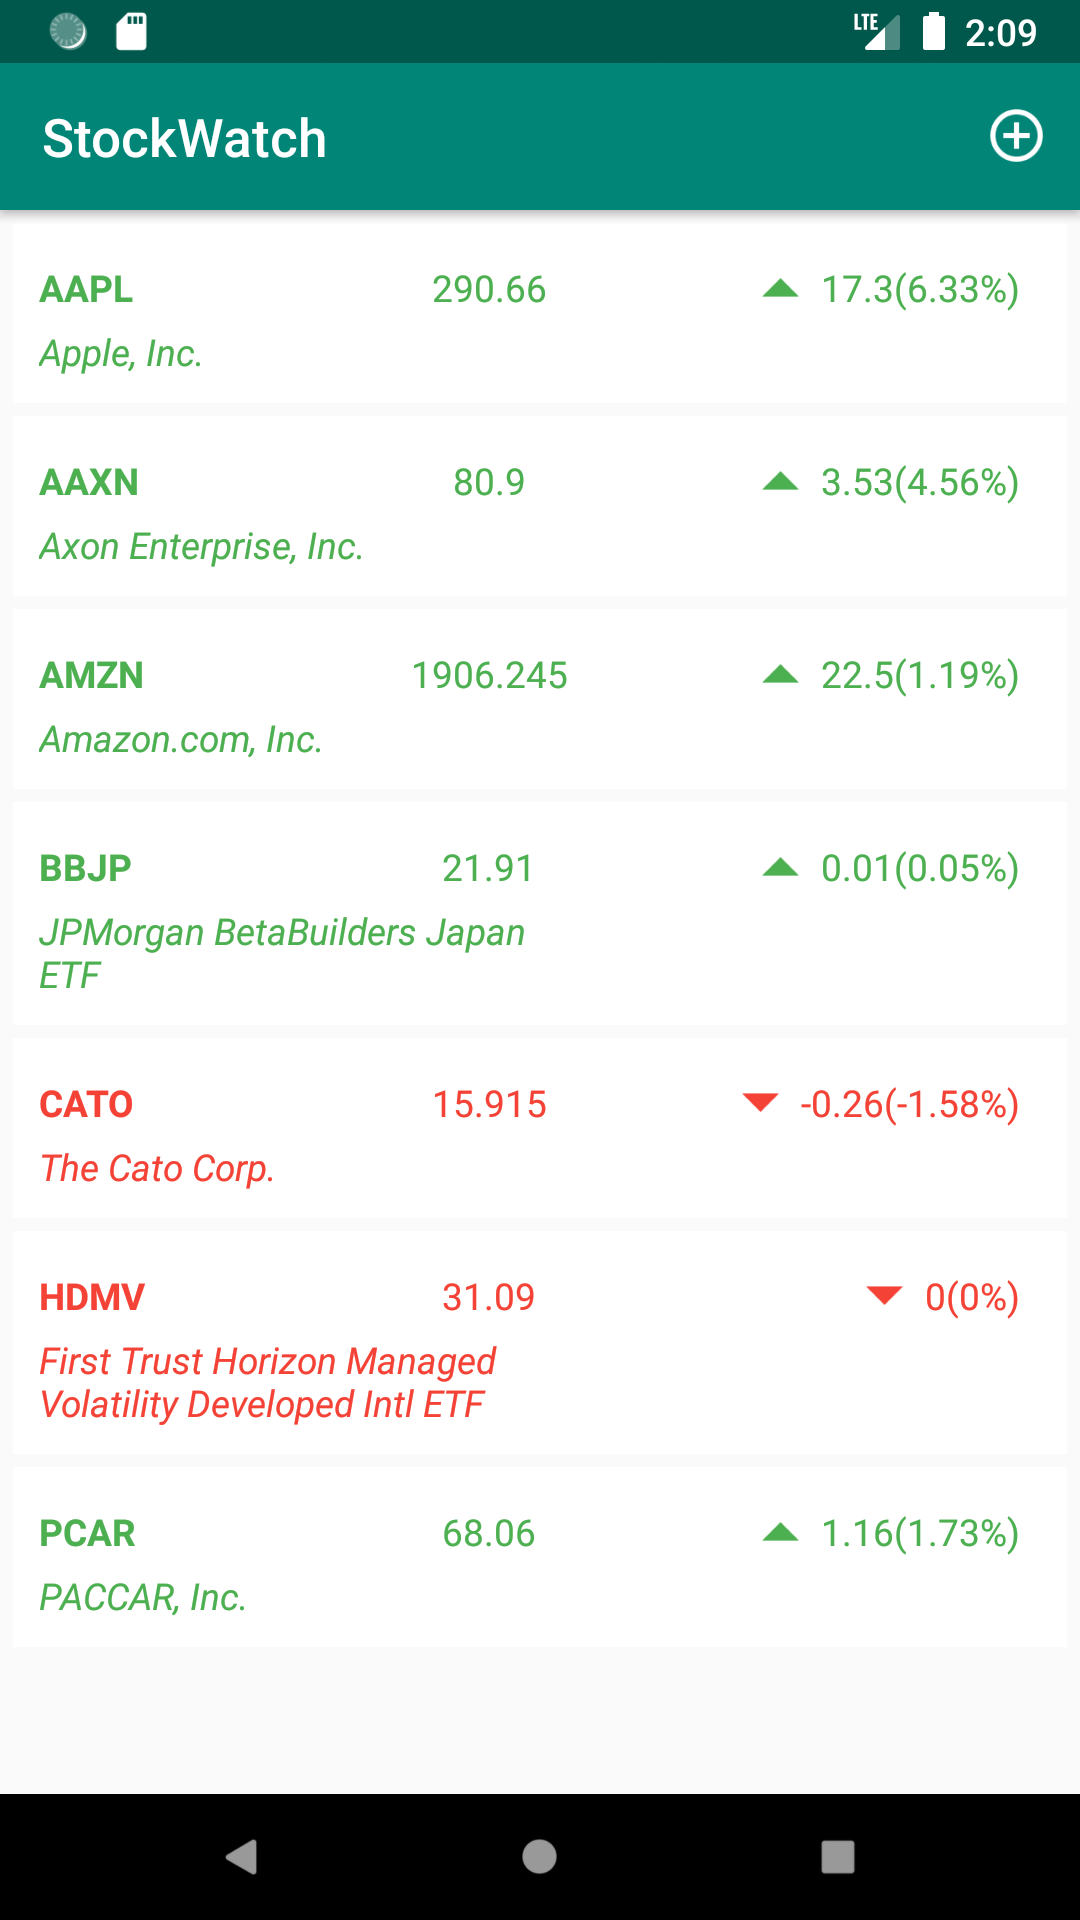 LTE 2:09
StockWatch
AAPL 290.66 17.3(6.33%)
Apple, Inc.
AAXN 80.9 3.53(4.56%)
Axon Enterprise, Inc.
AMZN 1906.245 22.5(1.19%)
Amazon.com, Inc.
BBJP 21.91 0.01(0.05%)
JPMorgan BetaBuilders Japan
ETF
CATO 15.915 -0.26(-1.58%)
The Cato Corp.
HDMV 31.09 0(0%)
First Trust Horizon Managed
Volatility Developed Intl ETF
PCAR 68.06 1.16(1.73%)
PACCAR, Inc.